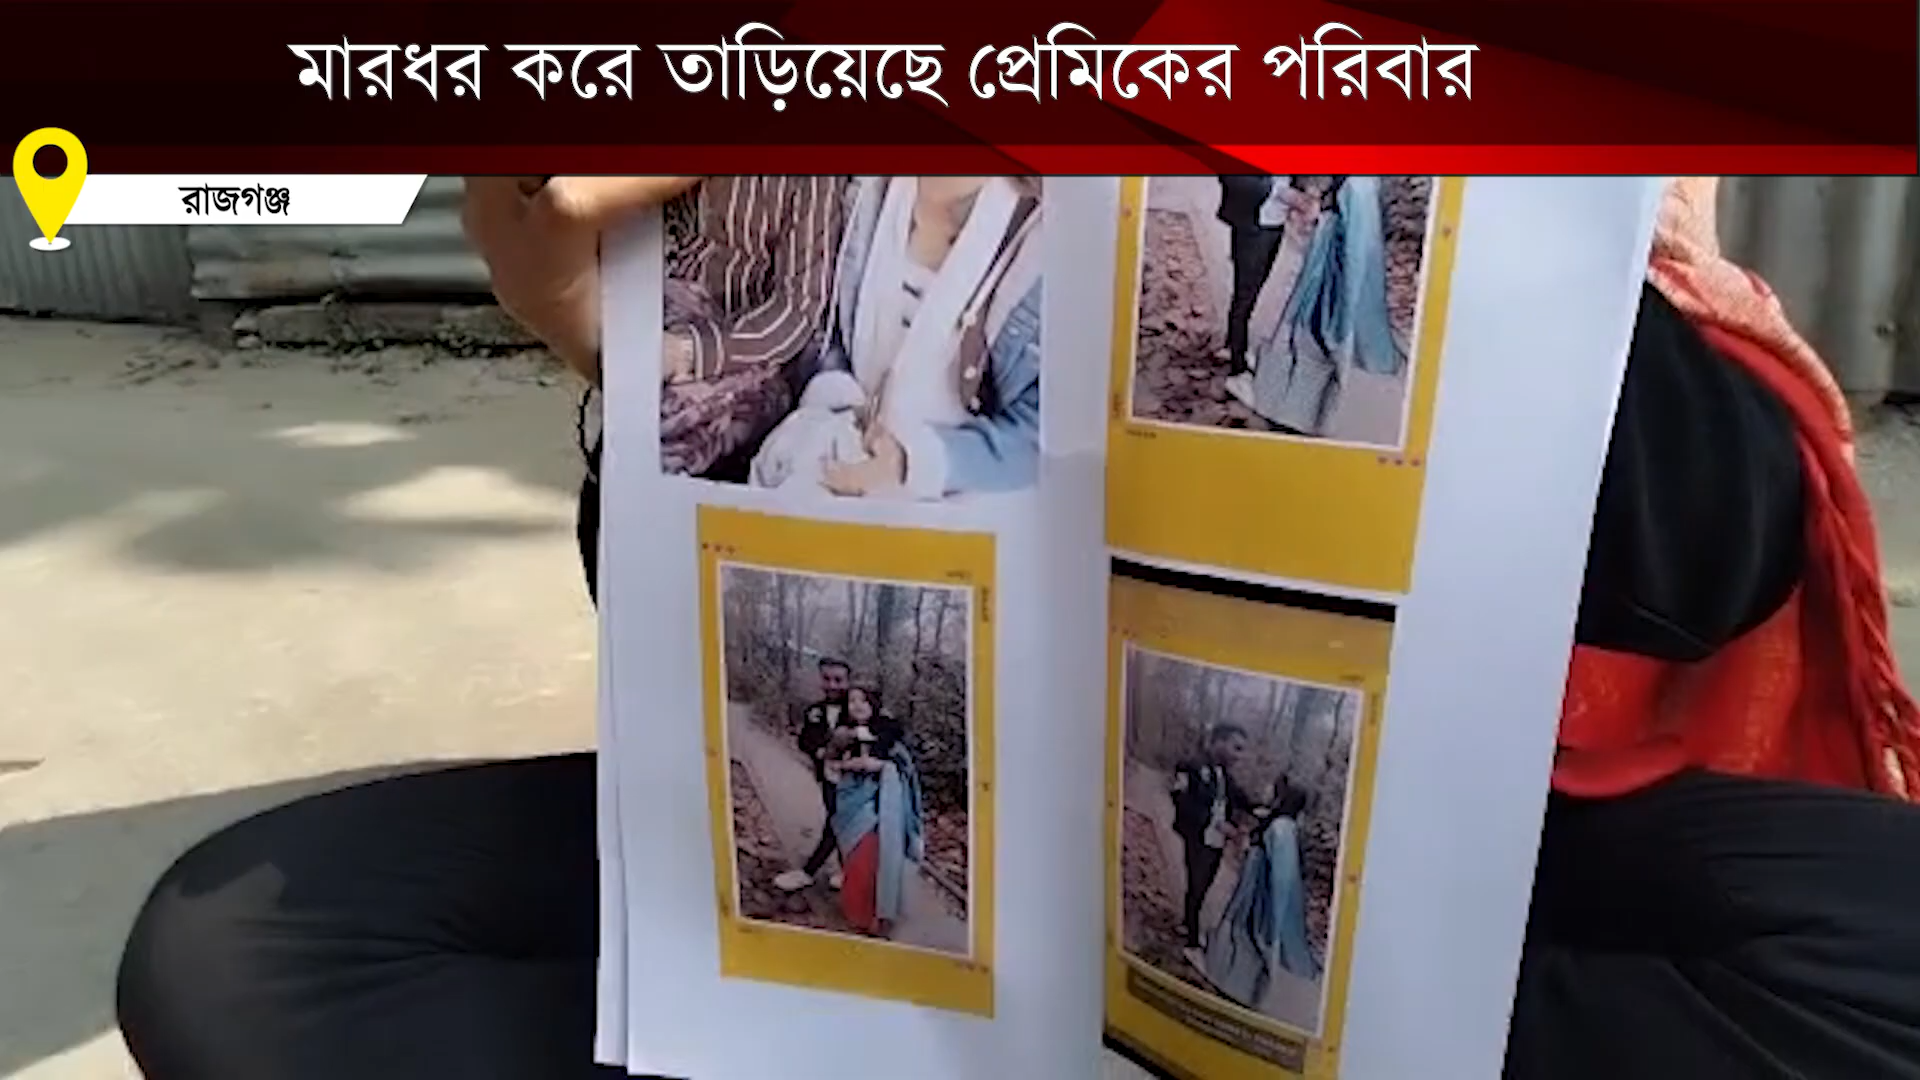 মারধর করে তাড়িয়েছে প্রেমিকের পরিবার
রাজগঞ্জ